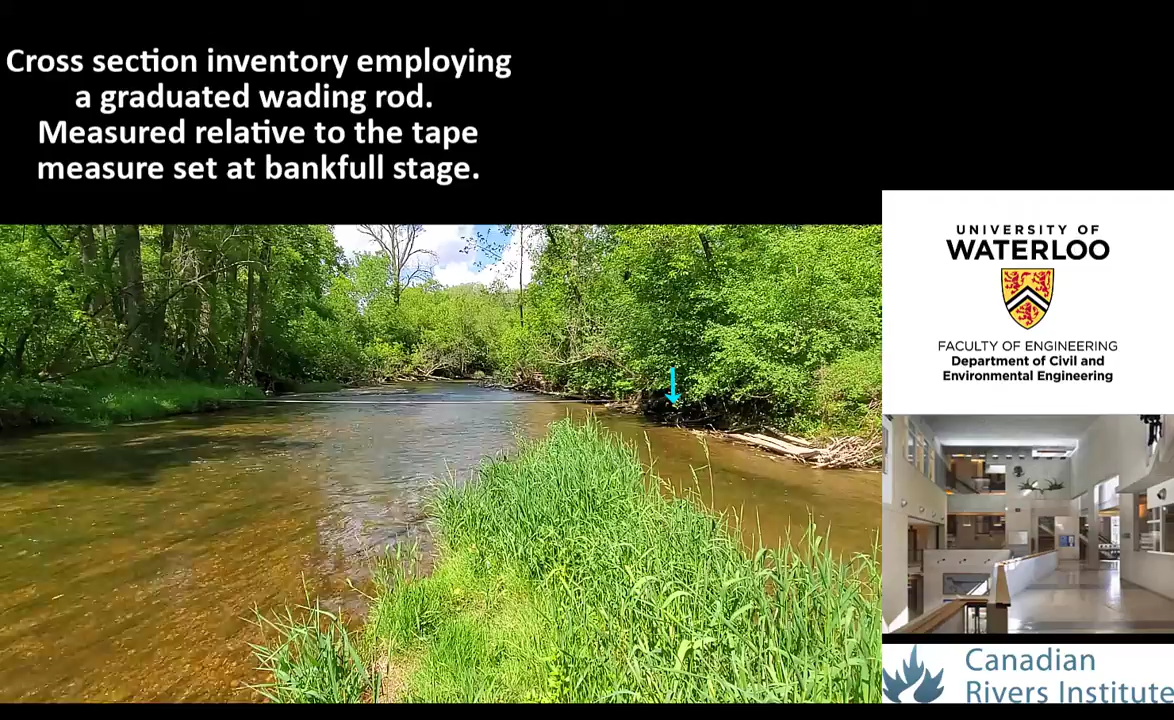 Cross section inventory employing
a graduated wading rod.
Measured relative to the tape
measure set at bankfull stage.
UNIVERSITY OF
WATERLOO
FACULTY OF ENGINEERING
Department of Civil and
Environmental Engineering
Canadian
Rivers Institute